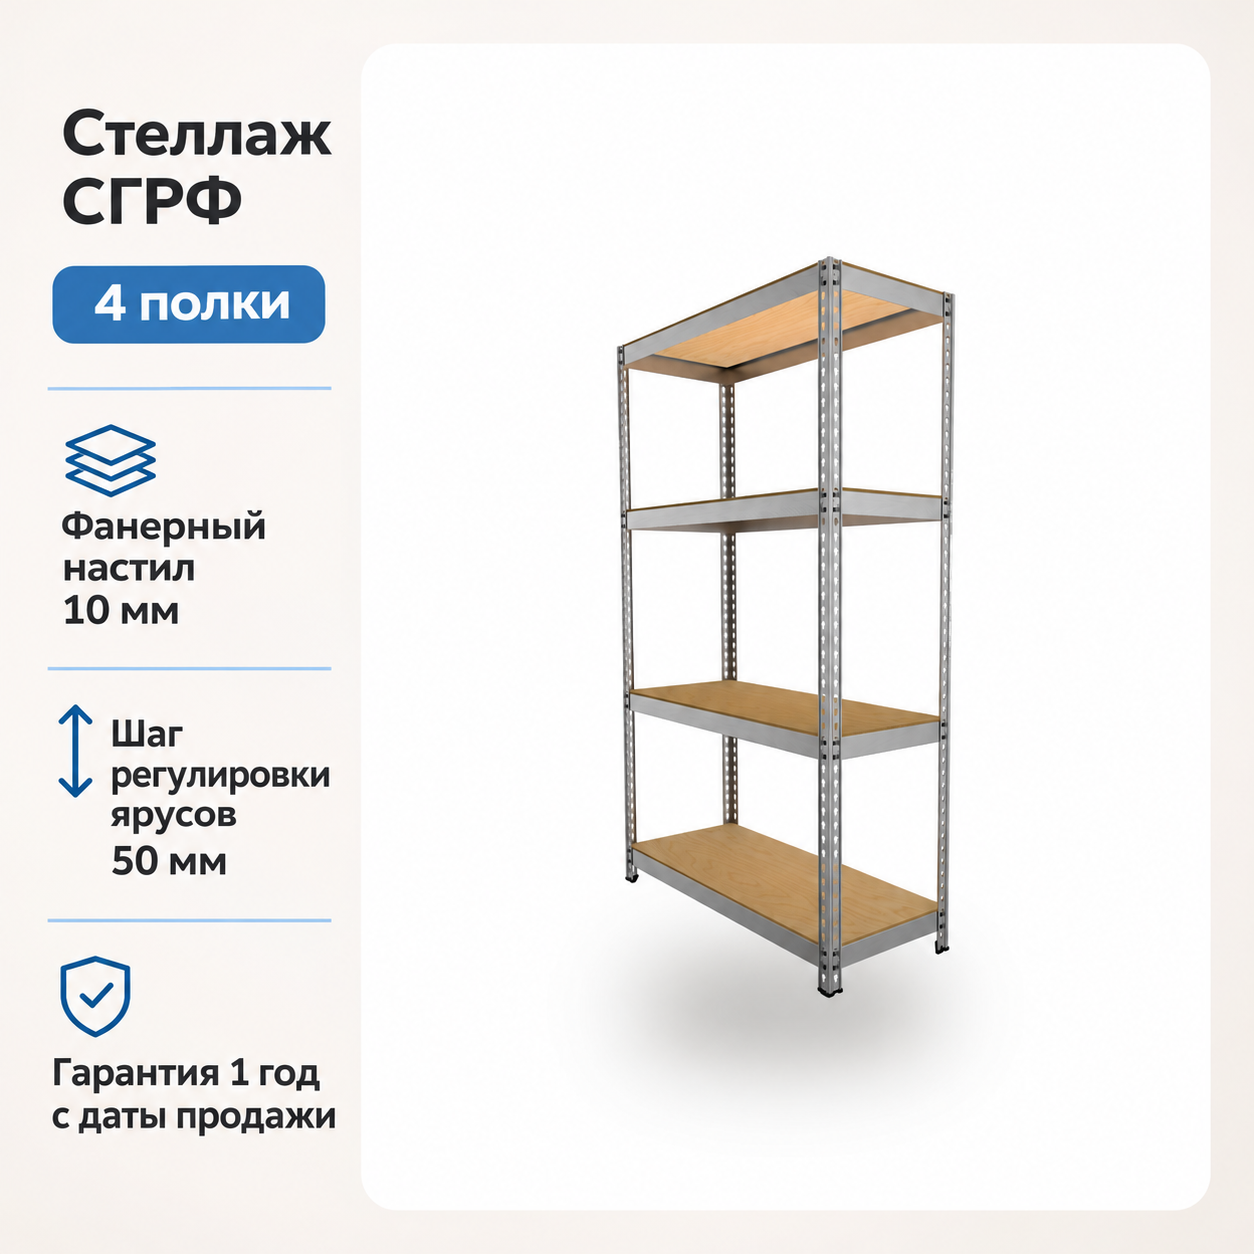 Стеллаж
СГРФ
4 полки
Фанерный
настил
10 мм
Шаг
регулировки
ярусов
50 мм
Гарантия 1 год
с даты продажи